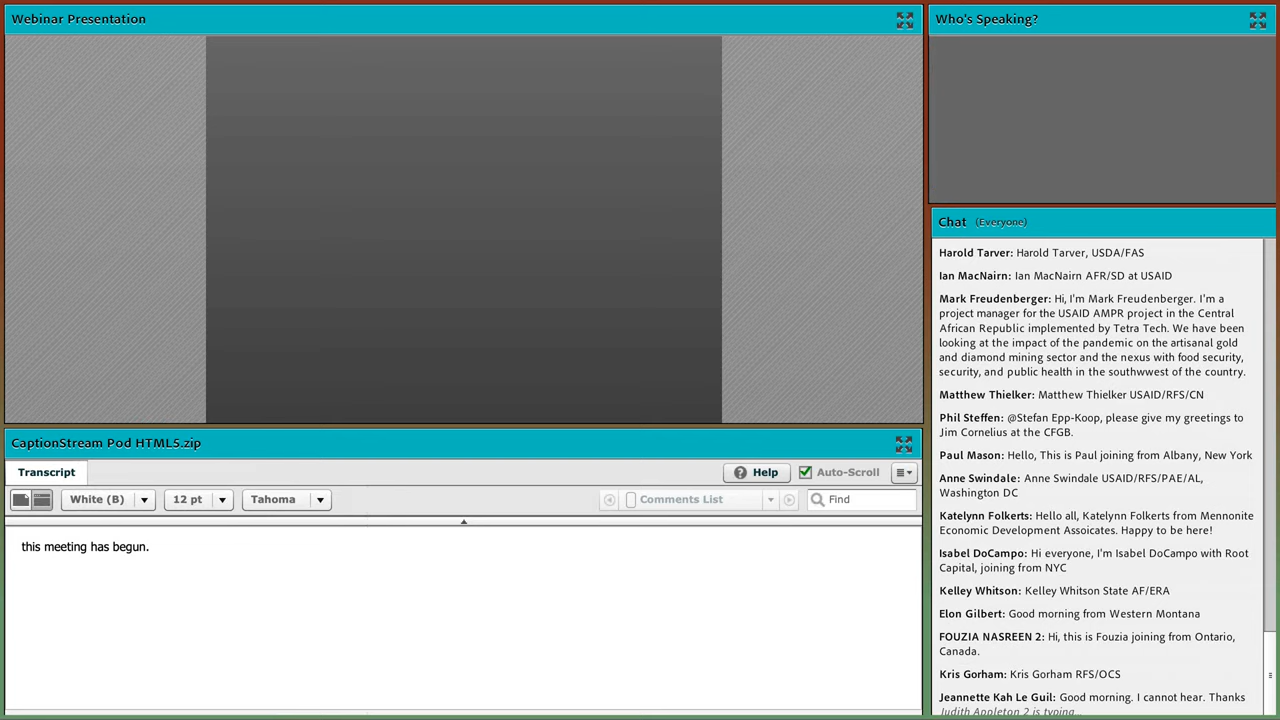 Webinar Presentation
Who's Speaking?
Chat (Everyone)
Harold Tarver: Harold Tarver, USDA/FAS
Ian MacNairn: Ian MacNairn AFR/SD at USAID
Mark Freudenberger: Hi, I'm Mark Freudenberger. I'm a
project manager for the USAID AMPR project in the Central
African Republic implemented by Tetra Tech. We have been
looking at the impact of the pandemic on the artisanal gold
and diamond mining sector and the nexus with food security,
security, and public health in the southwwest of the country.
Matthew Thielker: Matthew Thielker USAID/RFS/CN
Phil Steffen: @Stefan Epp-Koop, please give my greetings to
Jim Cornelius at the CFGB.
Paul Mason: Hello, This is Paul joining from Albany, New York
Anne Swindale: Anne Swindale USAID/RFS/PAE/AL,
Washington DC
Katelynn Folkerts: Hello all, Katelynn Folkerts from Mennonite
Economic Development Assoicates. Happy to be here!
Isabel DoCampo: Hi everyone, I'm Isabel DoCampo with Root
Capital, joining from NYC
Kelley Whitson: Kelley Whitson State AF/ERA
Elon Gilbert: Good morning from Western Montana
FOUZIA NASREEN 2: Hi, this is Fouzia joining from Ontario,
Canada.
Kris Gorham: Kris Gorham RFS/OCS
Jeannette Kah Le Guil: Good morning. I cannot hear. Thanks
Judith Appleton 2 is typing...
CaptionStream Pod HTML5.zip
Transcript
Help
Auto-Scroll
White (B)
12 pt
Tahoma
Comments List
Find
this meeting has begun.